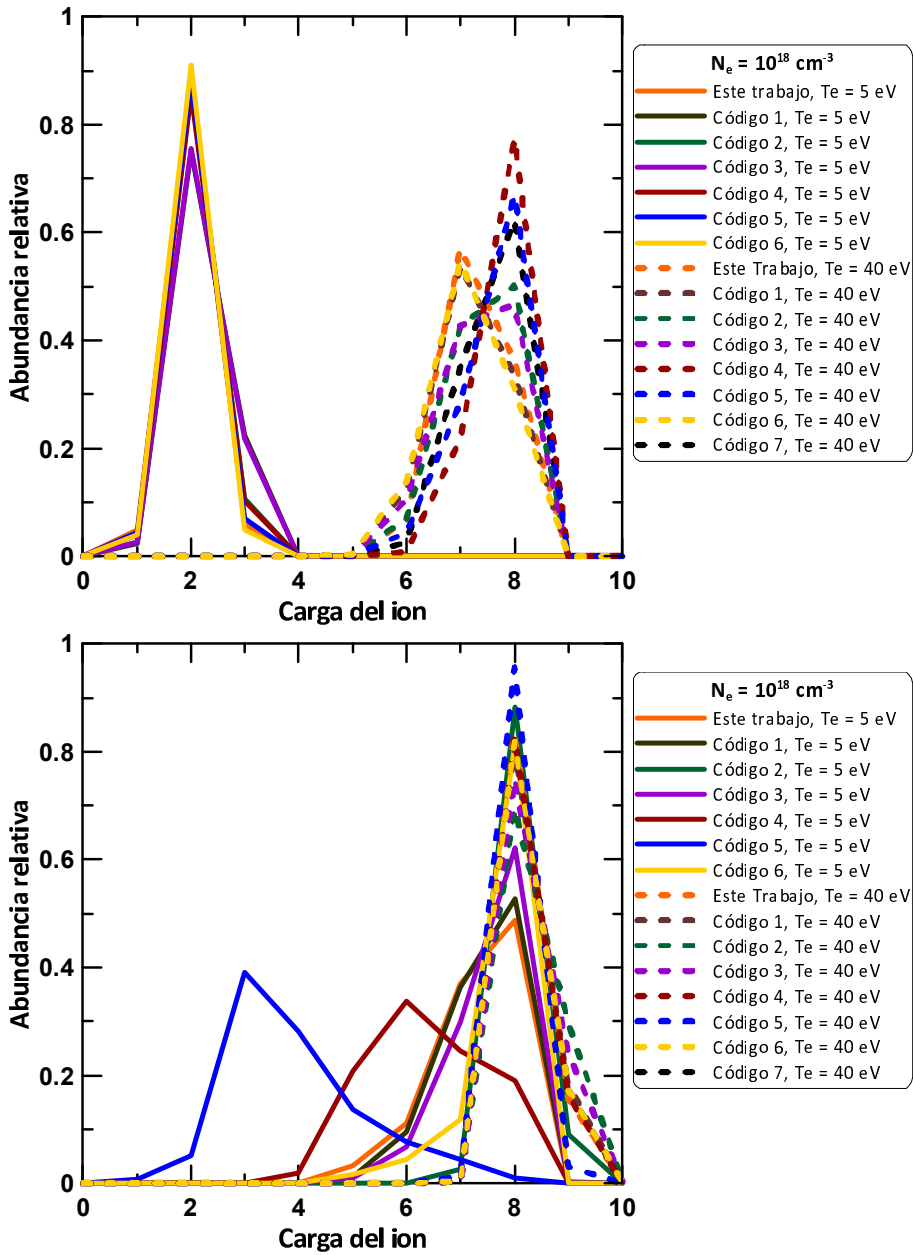 1
0.8
0.6
0.4
0.2
0
Abundancia relativa
0 2 4 6 8 10
Carga del ion
Ne = 10¹⁸ cm⁻³
Este trabajo, Te = 5 eV
Código 1, Te = 5 eV
Código 2, Te = 5 eV
Código 3, Te = 5 eV
Código 4, Te = 5 eV
Código 5, Te = 5 eV
Código 6, Te = 5 eV
Este Trabajo, Te = 40 eV
Código 1, Te = 40 eV
Código 2, Te = 40 eV
Código 3, Te = 40 eV
Código 4, Te = 40 eV
Código 5, Te = 40 eV
Código 6, Te = 40 eV
Código 7, Te = 40 eV
1
0.8
0.6
0.4
0.2
0
Abundancia relativa
0 2 4 6 8 10
Carga del ion
Ne = 10¹⁸ cm⁻³
Este trabajo, Te = 5 eV
Código 1, Te = 5 eV
Código 2, Te = 5 eV
Código 3, Te = 5 eV
Código 4, Te = 5 eV
Código 5, Te = 5 eV
Código 6, Te = 5 eV
Este Trabajo, Te = 40 eV
Código 1, Te = 40 eV
Código 2, Te = 40 eV
Código 3, Te = 40 eV
Código 4, Te = 40 eV
Código 5, Te = 40 eV
Código 6, Te = 40 eV
Código 7, Te = 40 eV